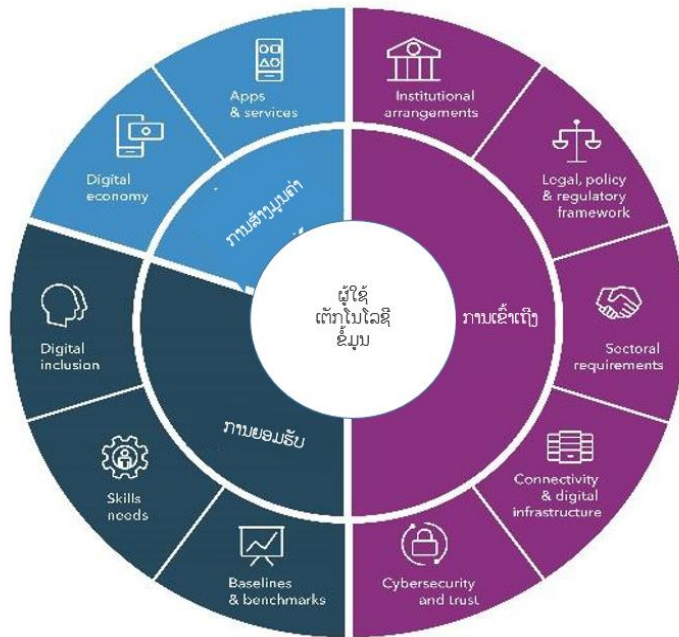 Apps
& services
Institutional
arrangements
Digital
economy
Legal, policy
& regulatory
framework
ການສ້າງມູນຄ່າ
ຜູ້ໃຊ້
ເຕັກໂນໂລຊີ
ຂໍ້ມູນ
ການເຂົ້າເຖິງ
Digital
inclusion
Sectoral
requirements
ການຍອມຮັບ
Skills
needs
Connectivity
& digital
infrastructure
Baselines
& benchmarks
Cybersecurity
and trust